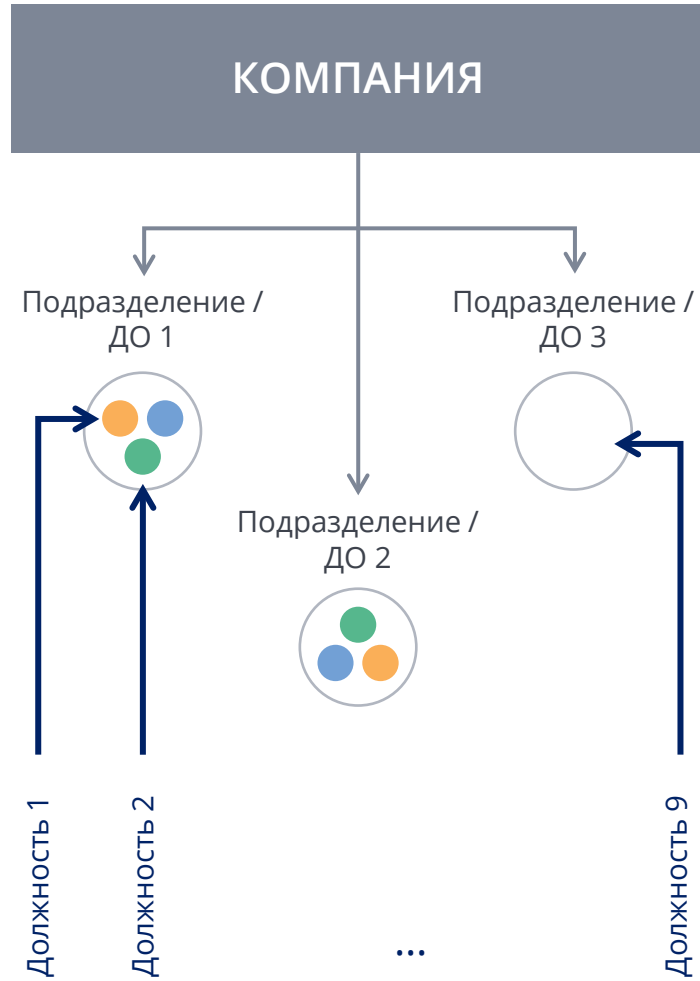 КОМПАНИЯ
Подразделение /
ДО 1
Подразделение /
ДО 3
Подразделение /
ДО 2
Должность 1
Должность 2
...
Должность 9